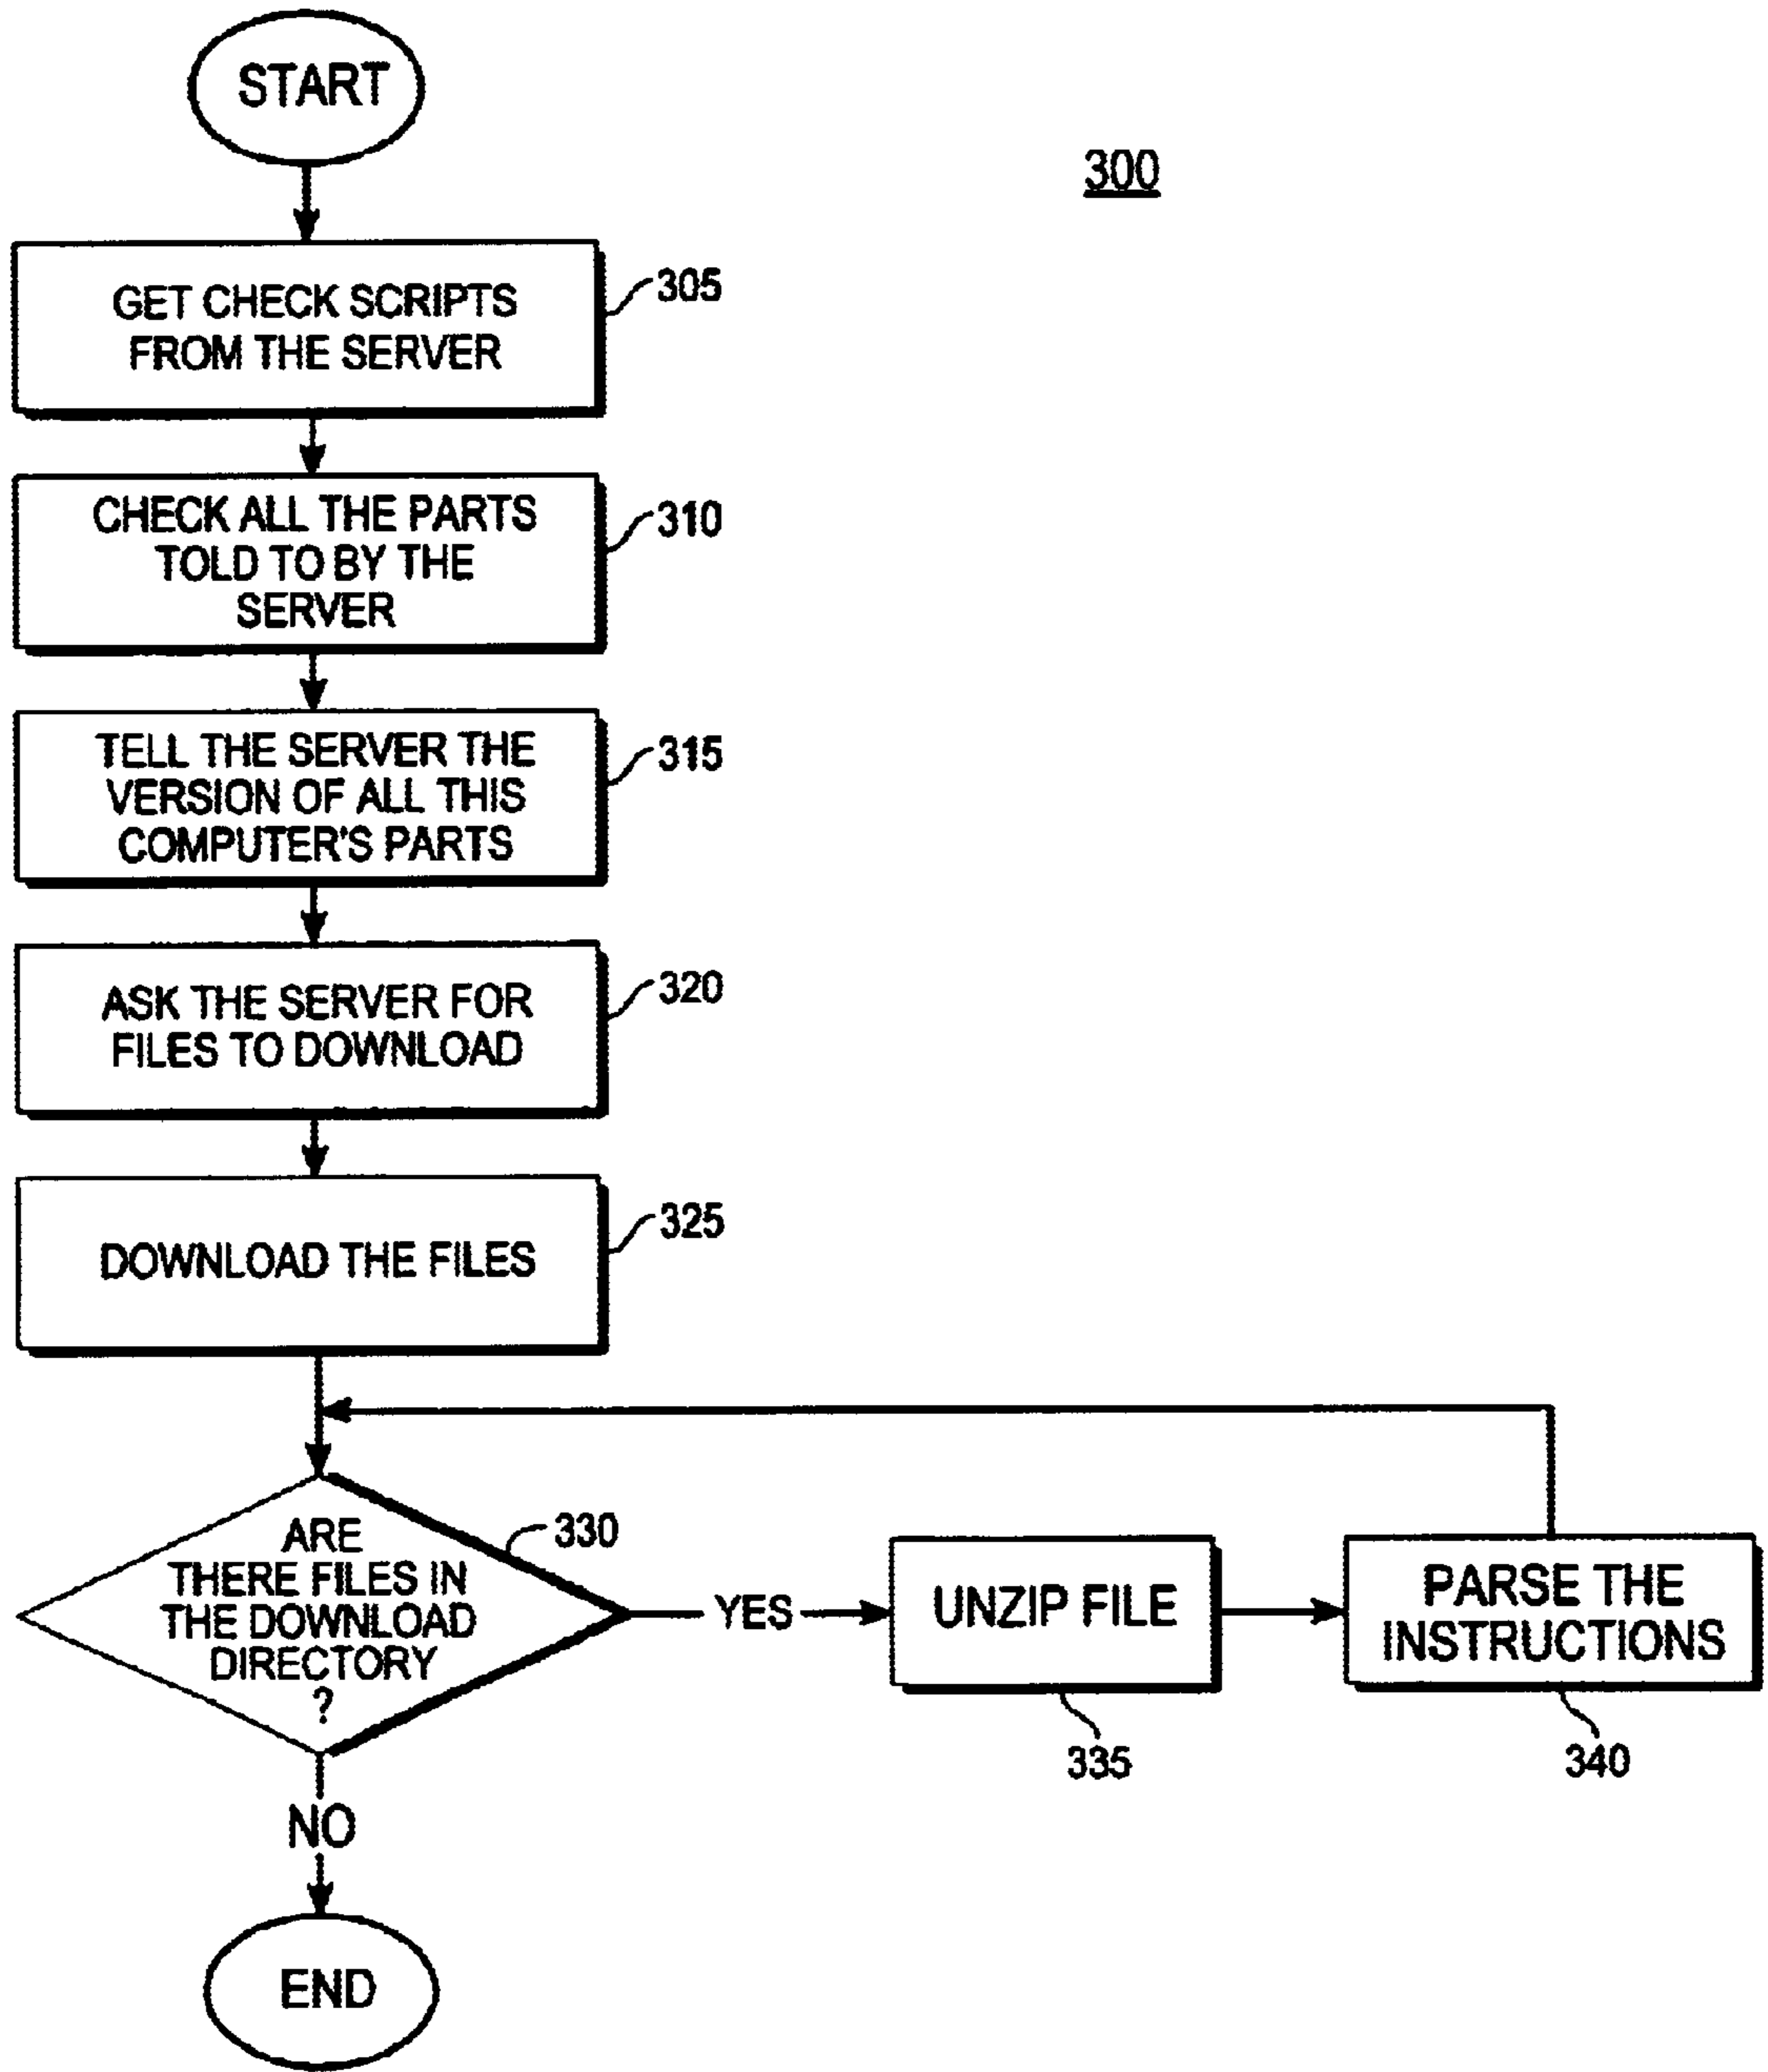 START
300
GET CHECK SCRIPTS
FROM THE SERVER
305
CHECK ALL THE PARTS
TOLD TO BY THE
SERVER
310
TELL THE SERVER THE
VERSION OF ALL THIS
COMPUTER'S PARTS
315
ASK THE SERVER FOR
FILES TO DOWNLOAD
320
DOWNLOAD THE FILES
325
ARE
THERE FILES IN
THE DOWNLOAD
DIRECTORY
?
330
YES
UNZIP FILE
335
PARSE THE
INSTRUCTIONS
340
NO
END